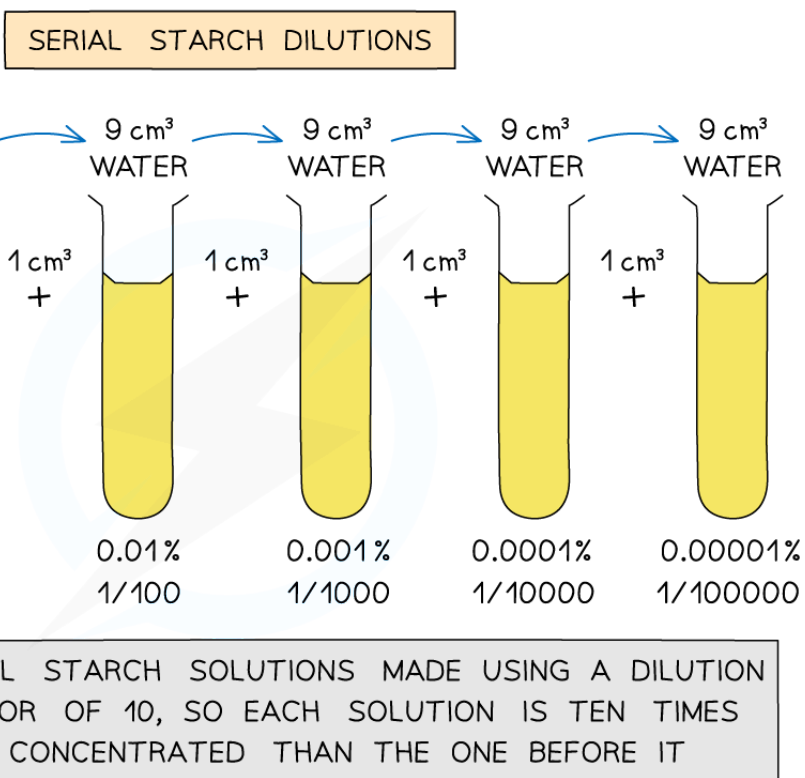 SERIAL STARCH DILUTIONS
9 cm³ 9 cm³ 9 cm³ 9 cm³
WATER WATER WATER WATER
1 cm³ 1 cm³ 1 cm³ 1 cm³
+ + + +
0.01% 0.001% 0.0001% 0.00001%
1/100 1/1000 1/10000 1/100000
L STARCH SOLUTIONS MADE USING A DILUTION
OR OF 10, SO EACH SOLUTION IS TEN TIMES
CONCENTRATED THAN THE ONE BEFORE IT